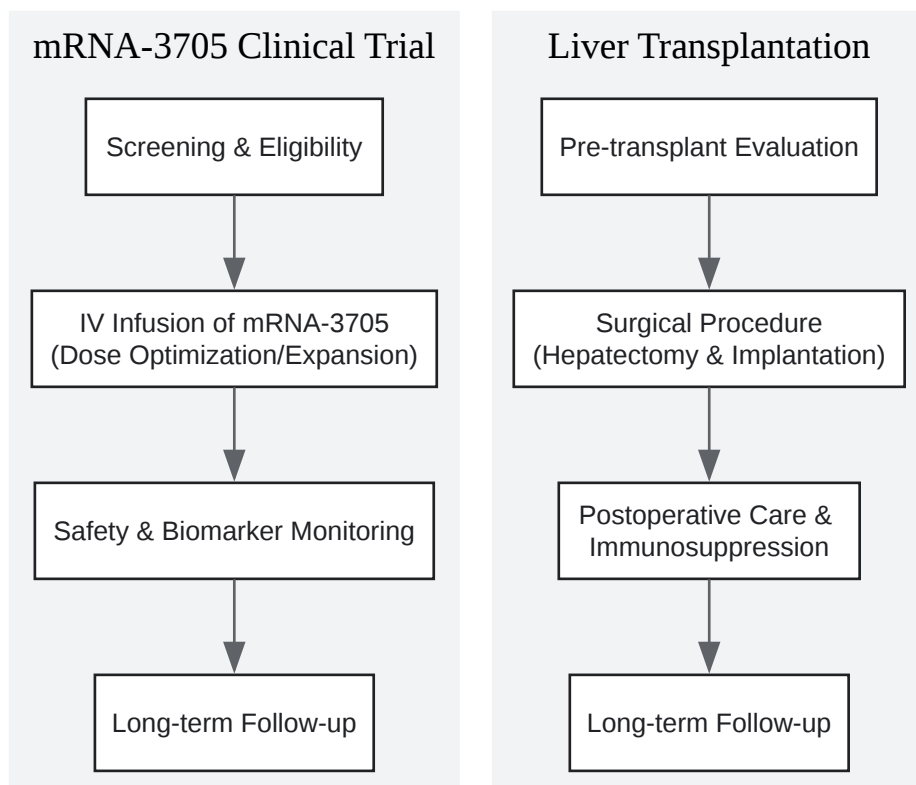 mRNA-3705 Clinical Trial
Screening & Eligibility
IV Infusion of mRNA-3705
(Dose Optimization/Expansion)
Safety & Biomarker Monitoring
Long-term Follow-up
Liver Transplantation
Pre-transplant Evaluation
Surgical Procedure
(Hepatectomy & Implantation)
Postoperative Care &
Immunosuppression
Long-term Follow-up